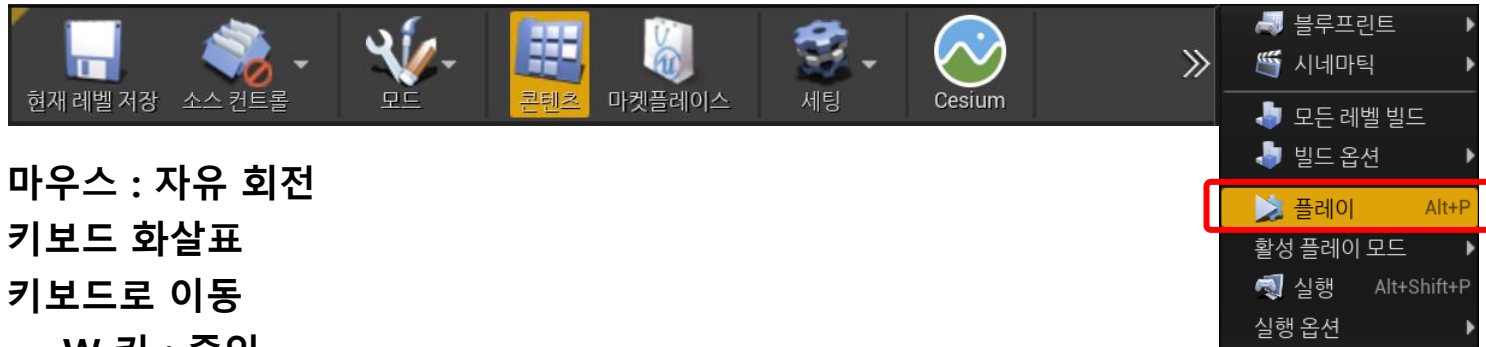 현재 레벨 저장 소스 컨트롤 모드 콘텐츠 마켓플레이스 세팅 Cesium
블루프린트
시네마틱
모든 레벨 빌드
빌드 옵션
플레이 Alt+P
활성 플레이 모드
실행 Alt+Shift+P
실행 옵션
마우스 : 자유 회전
키보드 화살표
키보드로 이동
W 키 : 줌인